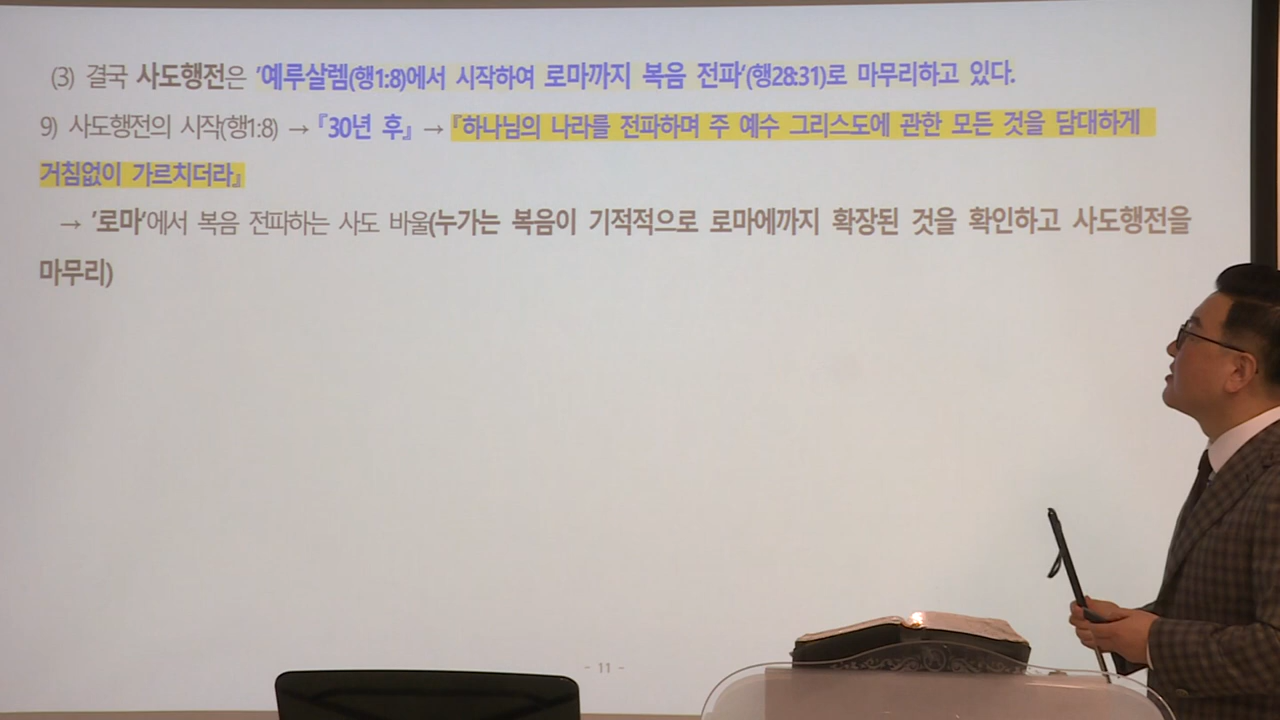 (3) 결국 사도행전은 '예루살렘(행1:8)에서 시작하여 로마까지 복음 전파'(행28:31)로 마무리하고 있다.
9) 사도행전의 시작(행1:8) → 『30년 후』 → 『하나님의 나라를 전파하며 주 예수 그리스도에 관한 모든 것을 담대하게
거침없이 가르치더라』
→ '로마'에서 복음 전파하는 사도 바울(누가는 복음이 기적적으로 로마에까지 확장된 것을 확인하고 사도행전을
마무리)
- 11 -